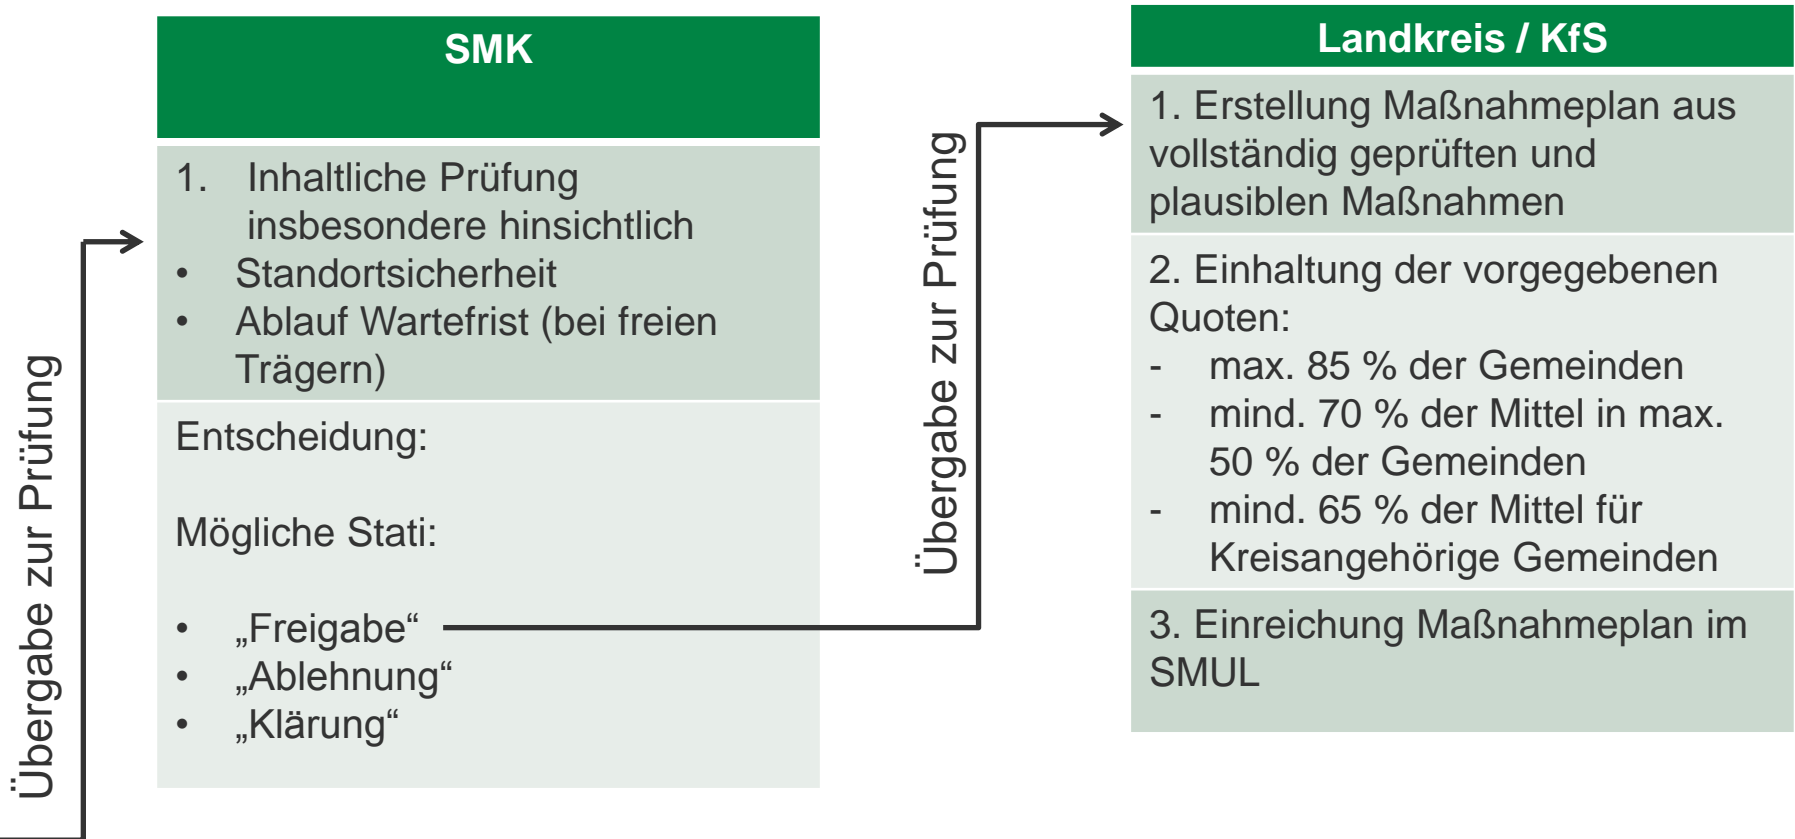 Übergabe zur Prüfung
SMK
1. Inhaltliche Prüfung
insbesondere hinsichtlich
• Standortsicherheit
• Ablauf Wartefrist (bei freien
Trägern)
Entscheidung:
Mögliche Stati:
• „Freigabe“
• „Ablehnung“
• „Klärung“
Übergabe zur Prüfung
Landkreis / KfS
1. Erstellung Maßnahmeplan aus
vollständig geprüften und
plausiblen Maßnahmen
2. Einhaltung der vorgegebenen
Quoten:
- max. 85 % der Gemeinden
- mind. 70 % der Mittel in max.
50 % der Gemeinden
- mind. 65 % der Mittel für
Kreisangehörige Gemeinden
3. Einreichung Maßnahmeplan im
SMUL